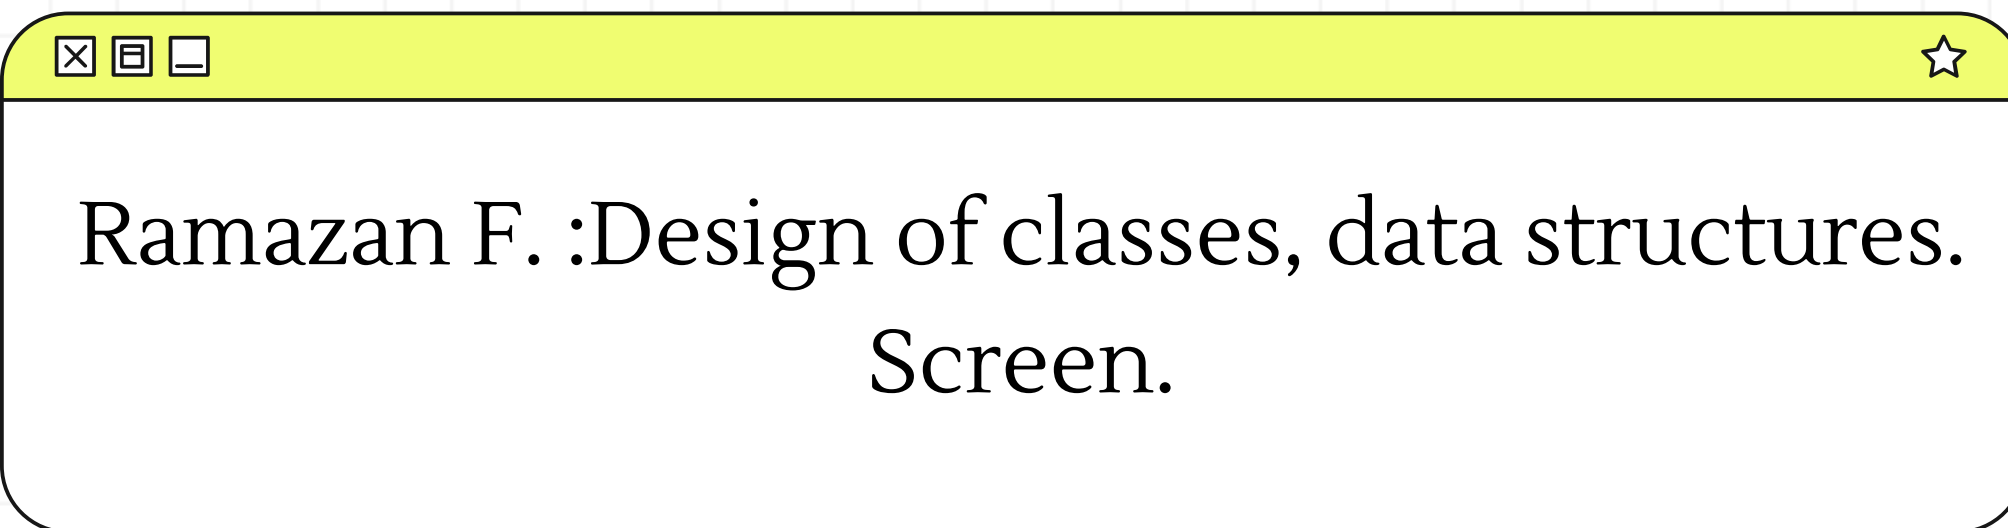 Ramazan F. :Design of classes, data structures.
Screen.